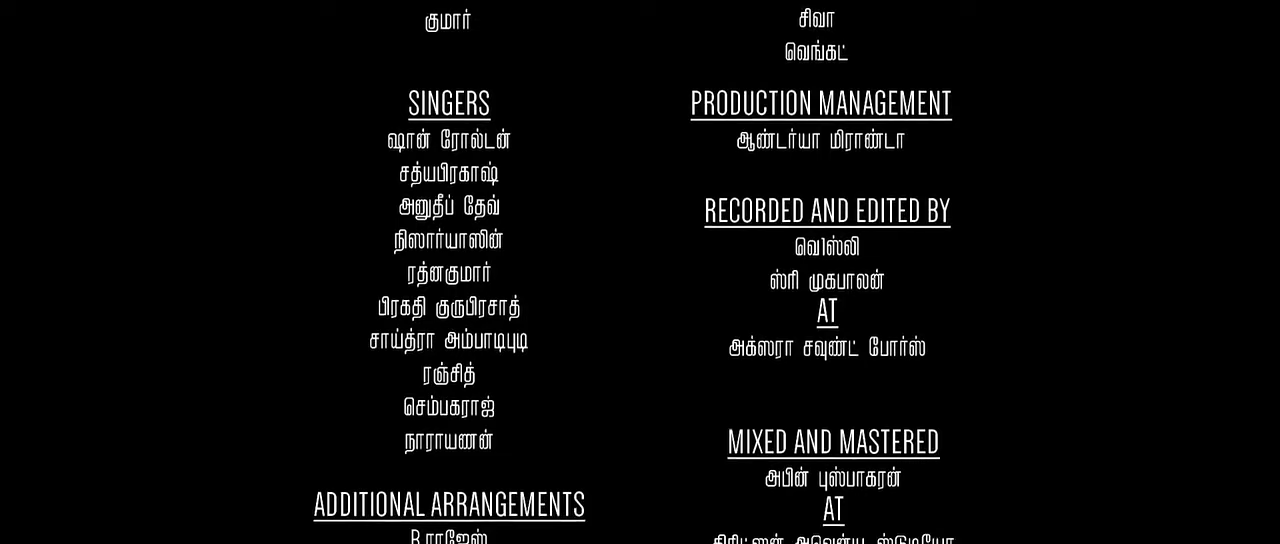 குமார்
SINGERS
ஷான் ரோல்டன்
சத்யபிரகாஷ்
அனுதீப் தேவ்
நிஸார்யாஸின்
ரத்னகுமார்
பிரகதி குருபிரசாத்
சாய்த்ரா அம்பாடிபுடி
ரஞ்சித்
செம்பகராஜ்
நாராயணன்
ADDITIONAL ARRANGEMENTS
சிவா
வெங்கட்
PRODUCTION MANAGEMENT
ஆண்டர்யா மிராண்டா
RECORDED AND EDITED BY
வெஸ்லி
ஸ்ரி முகபாலன்
AT
அக்ஸரா சவுண்ட் போர்ஸ்
MIXED AND MASTERED
அபின் புஸ்பாகரன்
AT